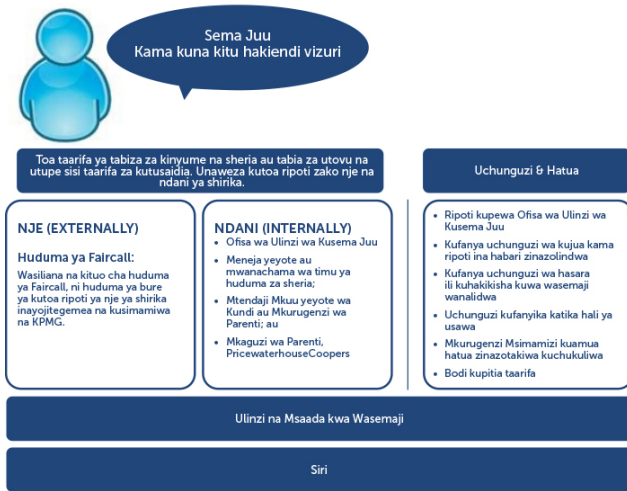 Sema Juu
Kama kuna kitu hakiendi vizuri
Toa taarifa ya tabiza za kinyume na sheria au tabia za utovu na
utupe sisi taarifa za kutusaidia. Unaweza kutoa ripoti zako nje na
ndani ya shirika.
Uchunguzi & Hatua
NJE (EXTERNALLY)
Huduma ya Faircall:
Wasiliana na kituo cha huduma
ya Faircall, ni huduma ya bure
ya kutoa ripoti ya nje ya shirika
inayojitegemea na kusimamiwa
na KPMG.
NDANI (INTERNALLY)
• Ofisa wa Ulinzi wa Kusema Juu
• Meneja yeyote au
mwanachama wa timu ya
huduma za sheria;
• Mtendaji Mkuu yeyote wa
Kundi au Mkurugenzi wa
Parenti; au
• Mkaguzi wa Parenti,
PricewaterhouseCoopers
• Ripoti kupewa Ofisa wa Ulinzi wa
Kusema Juu
• Kufanya uchunguzi wa kujua kama
ripoti ina habari zinazolindwa
• Kufanya uchunguzi wa hasara
ili kuhakikisha kuwa wasemaji
wanalidwa
• Uchunguzi kufanyika katika hali ya
usawa
• Mkurugenzi Msimamizi kuamua
hatua zinazotakiwa kuchukuliwa
• Bodi kupitia taarifa
Ulinzi na Msaada kwa Wasemaji
Siri